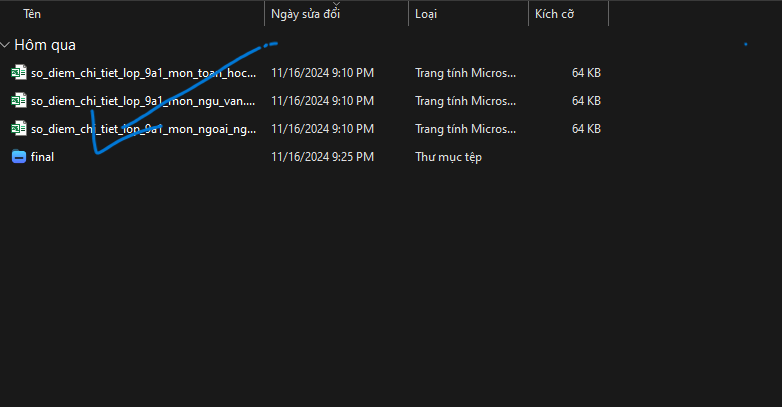 Tên Ngày sửa đổi Loại Kích cỡ
Hôm qua
so_diem_chi_tiet_lop_9a1_mon_toan_hoc... 11/16/2024 9:10 PM Trang tính Micros... 64 KB
so_diem_chi_tiet_lop_9a1_mon_ngu_van.... 11/16/2024 9:10 PM Trang tính Micros... 64 KB
so_diem_chi_tiet_lop_9a1_mon_ngoai_ng... 11/16/2024 9:10 PM Trang tính Micros... 64 KB
final 11/16/2024 9:25 PM Thư mục tệp